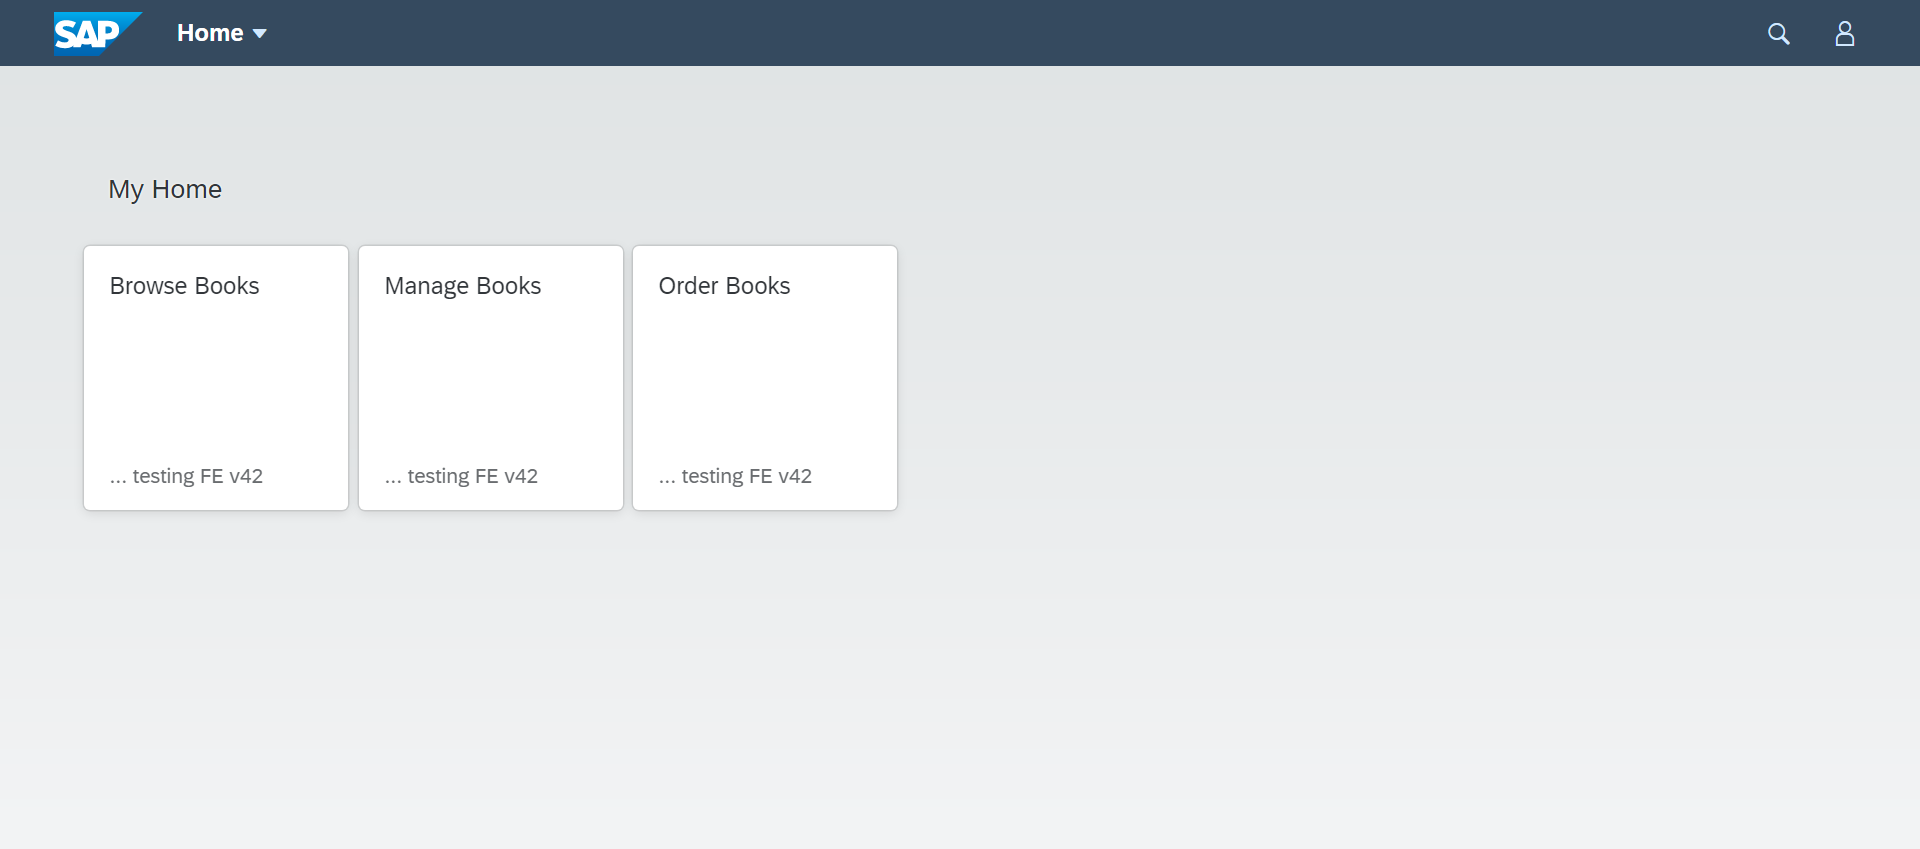 SAP
Home
My Home
Browse Books
... testing FE v42
Manage Books
... testing FE v42
Order Books
... testing FE v42